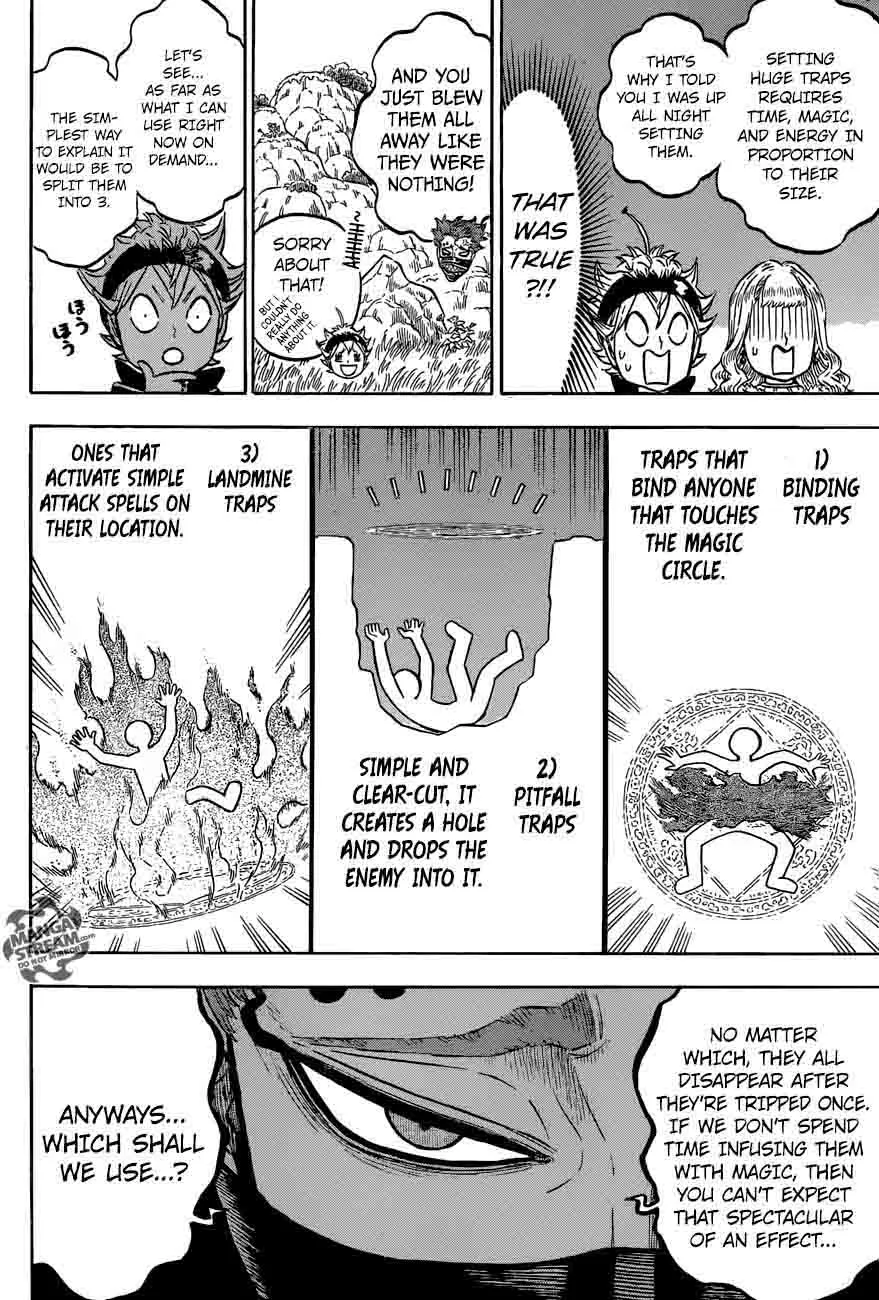 SETTING
HUGE TRAPS
REQUIRES
TIME, MAGIC,
AND ENERGY IN
PROPORTION
TO THEIR
SIZE.
THAT'S
WHY I TOLD
YOU I WAS UP
ALL NIGHT
SETTING
THEM.
THAT
WAS
TRUE
?!!
AND YOU
JUST BLEW
THEM ALL
AWAY LIKE
THEY WERE
NOTHING!
AHHHH~
SORRY
ABOUT
THAT!
BUT I
COULDN'T
REALLY DO
ANYTHING
ABOUT IT.
LET'S
SEE...
AS FAR AS
WHAT I CAN
USE RIGHT
NOW ON
DEMAND....
THE SIM-
PLEST WAY
TO EXPLAIN IT
WOULD BE TO
SPLIT THEM
INTO 3.
ほう
ほう
1)
BINDING
TRAPS
TRAPS THAT
BIND ANYONE
THAT TOUCHES
THE MAGIC
CIRCLE.
2)
PITFALL
TRAPS
SIMPLE AND
CLEAR-CUT, IT
CREATES A HOLE
AND DROPS THE
ENEMY INTO IT.
3)
LANDMINE
TRAPS
ONES THAT
ACTIVATE SIMPLE
ATTACK SPELLS ON
THEIR LOCATION.
MANGA
STREAM.com
DO NOT MIRROR
NO MATTER
WHICH, THEY ALL
DISAPPEAR AFTER
THEY'RE TRIPPED ONCE.
IF WE DON'T SPEND
TIME INFUSING THEM
WITH MAGIC, THEN
YOU CAN'T EXPECT
THAT SPECTACULAR
OF AN EFFECT...
ANYWAYS...
WHICH SHALL
WE USE...?